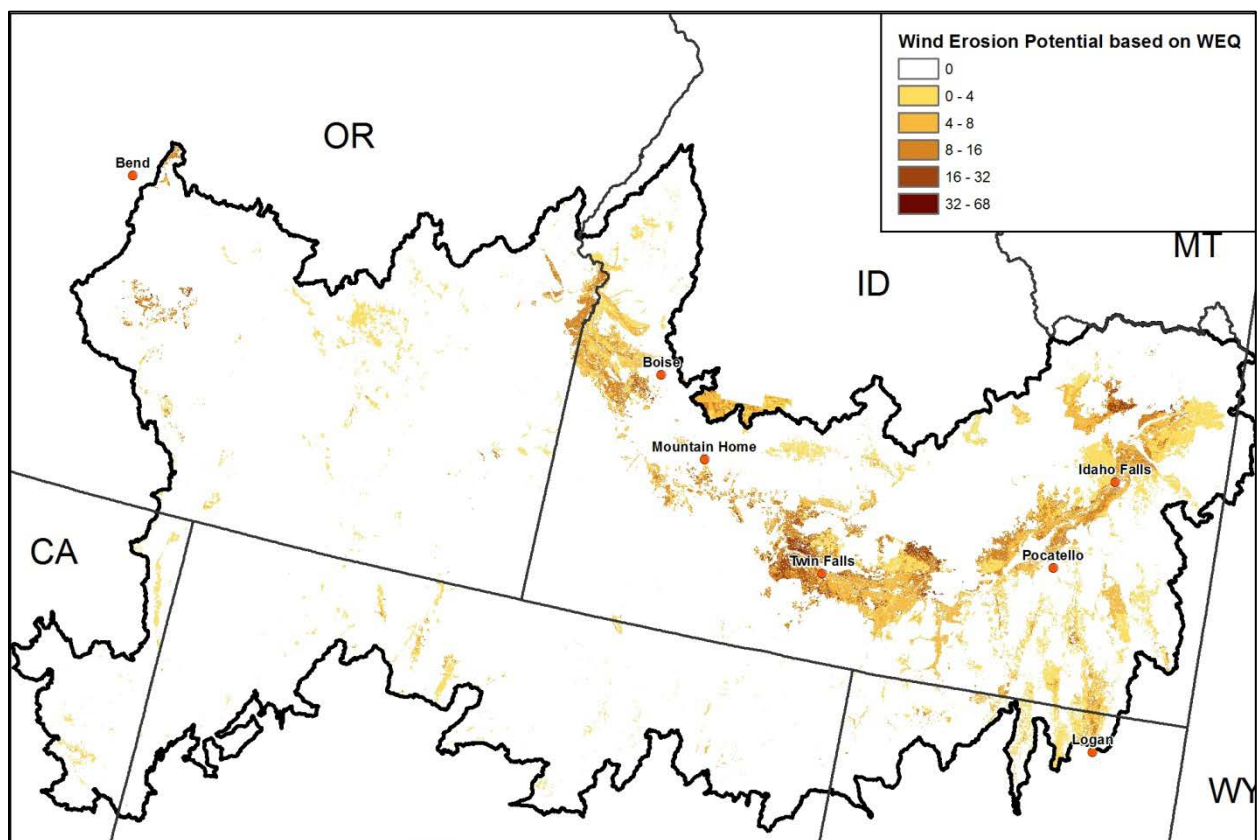 Wind Erosion Potential based on WEQ
0
0 - 4
4 - 8
8 - 16
16 - 32
32 - 68
OR
Bend
MT
ID
Boise
Mountain Home
Idaho Falls
CA
Twin Falls
Pocatello
Logan
WY